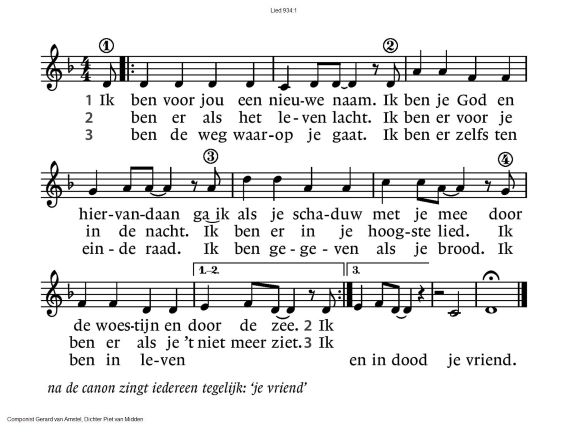 Lied 934:1
1 2
1 Ik ben voor jou een nieu-we naam. Ik ben je God en
2 ben er als het le-ven lacht. Ik ben er voor je
3 ben de weg waar-op je gaat. Ik ben er zelfs ten
3 4
hier-van-daan ga ik als je scha-duw met je mee door
in de nacht. Ik ben er in je hoog-ste lied. Ik
ein-de raad. Ik ben ge-ge-ven als je brood. Ik
1.-2. 3.
de woes-tijn en door de zee. 2 Ik
ben er als je 't niet meer ziet. 3 Ik
ben in le-ven en in dood je vriend.
na de canon zingt iedereen tegelijk: ‘je vriend’
Componist Gerard van Amstel, Dichter Piet van Midden